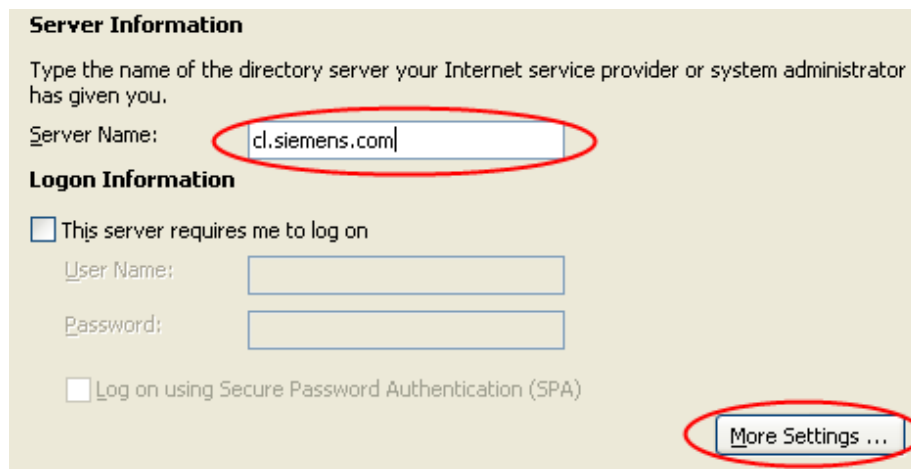 Server Information
Type the name of the directory server your Internet service provider or system administrator
has given you.
Server Name:
cl.siemens.com
Logon Information
This server requires me to log on
User Name:
Password:
Log on using Secure Password Authentication (SPA)
More Settings ...